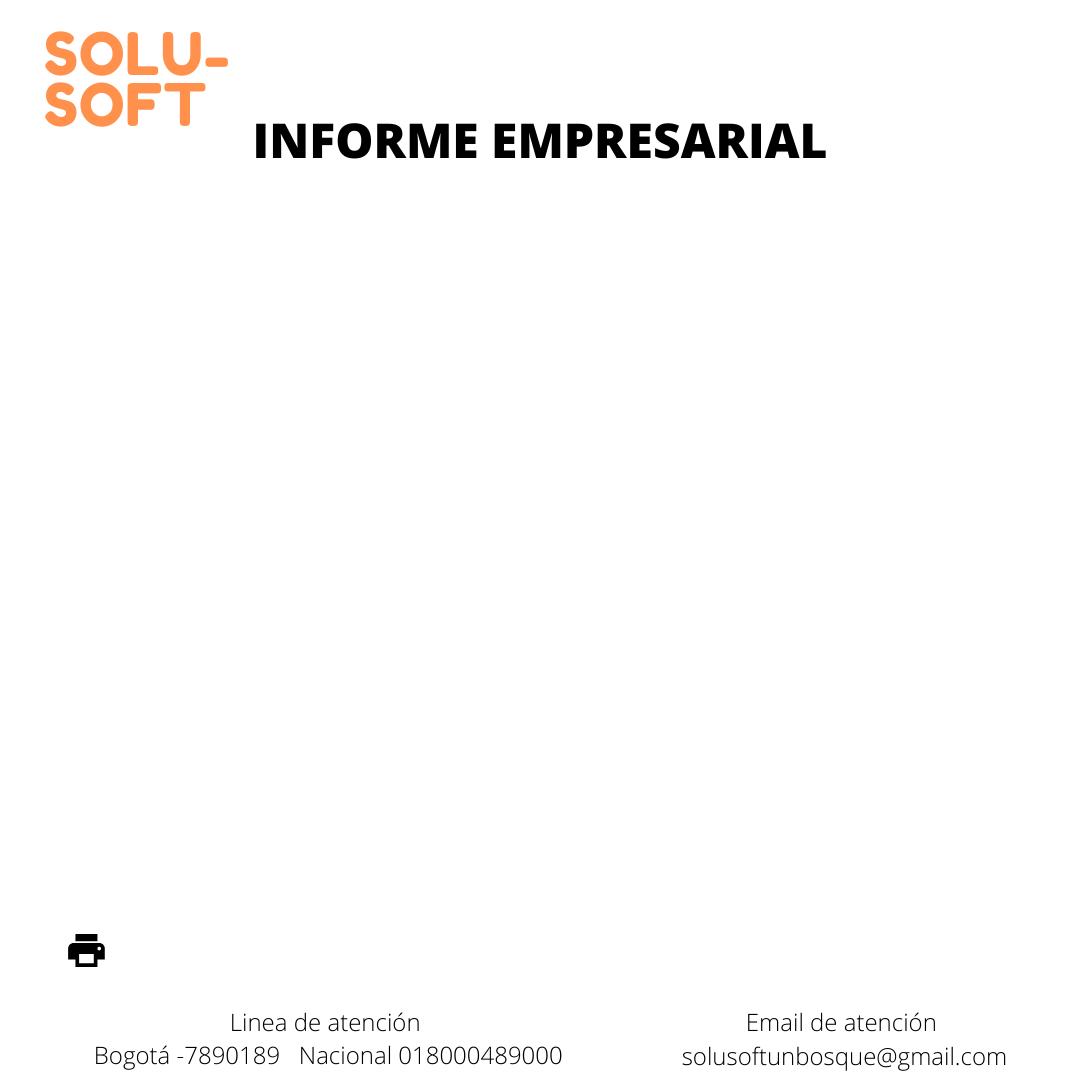 SOLU-
SOFT
INFORME EMPRESARIAL
Linea de atención
Bogotá -7890189   Nacional 018000489000
Email de atención
solusoftunbosque@gmail.com